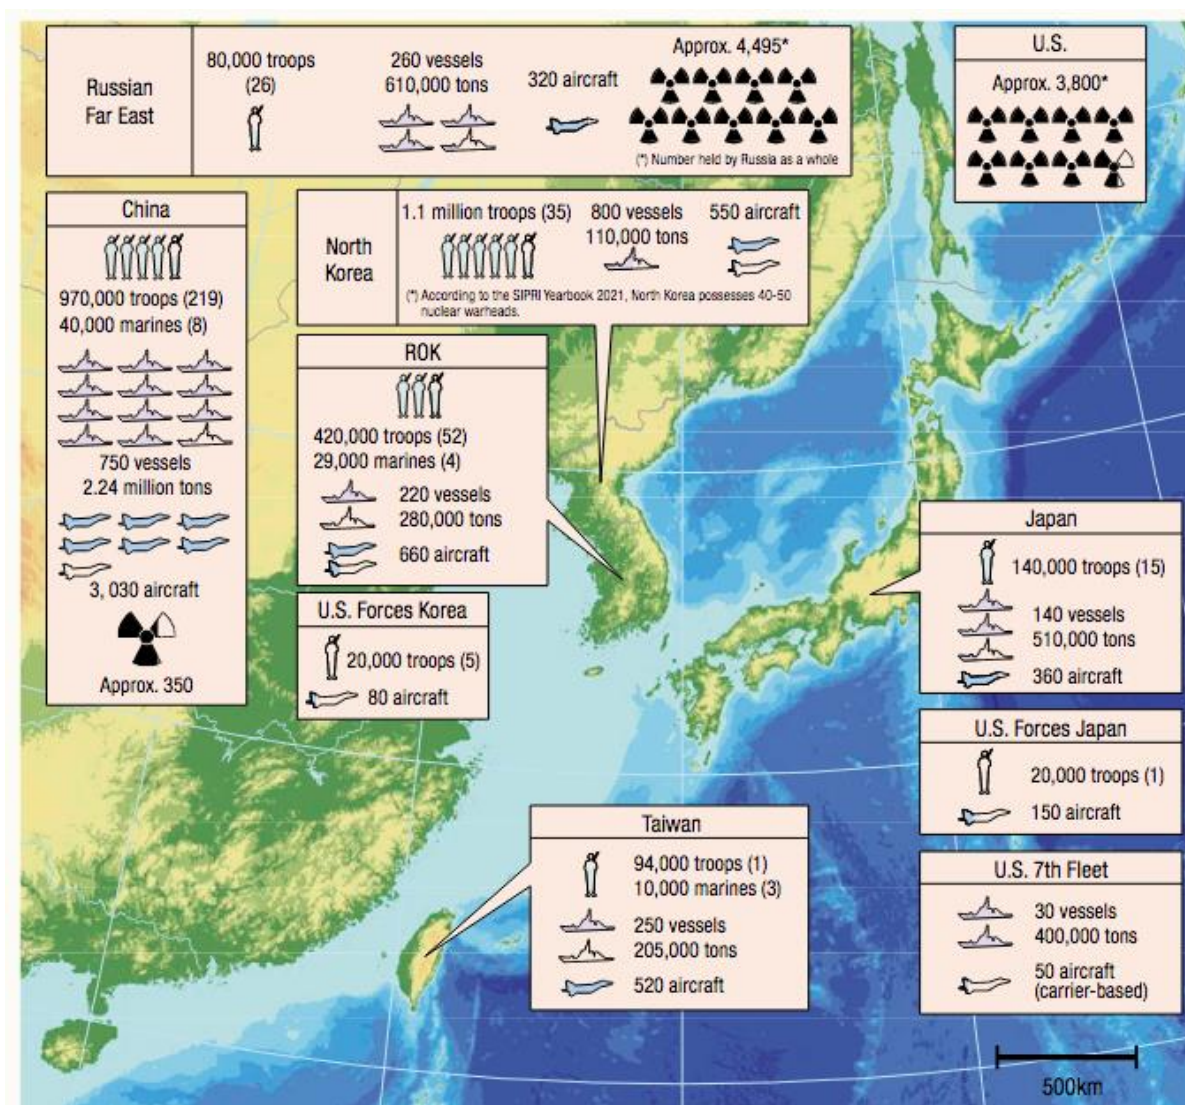 Russian
Far East
80,000 troops
(26)
260 vessels
610,000 tons
320 aircraft
Approx. 4,495*
(*) Number held by Russia as a whole
U.S.
Approx. 3,800*
China
970,000 troops (219)
40,000 marines (8)
750 vessels
2.24 million tons
3, 030 aircraft
Approx. 350
North
Korea
1.1 million troops (35)
800 vessels
110,000 tons
550 aircraft
(*) According to the SIPRI Yearbook 2021, North Korea possesses 40-50
nuclear warheads.
ROK
420,000 troops (52)
29,000 marines (4)
220 vessels
280,000 tons
660 aircraft
U.S. Forces Korea
20,000 troops (5)
80 aircraft
Japan
140,000 troops (15)
140 vessels
510,000 tons
360 aircraft
U.S. Forces Japan
20,000 troops (1)
150 aircraft
Taiwan
94,000 troops (1)
10,000 marines (3)
250 vessels
205,000 tons
520 aircraft
U.S. 7th Fleet
30 vessels
400,000 tons
50 aircraft
(carrier-based)
500km